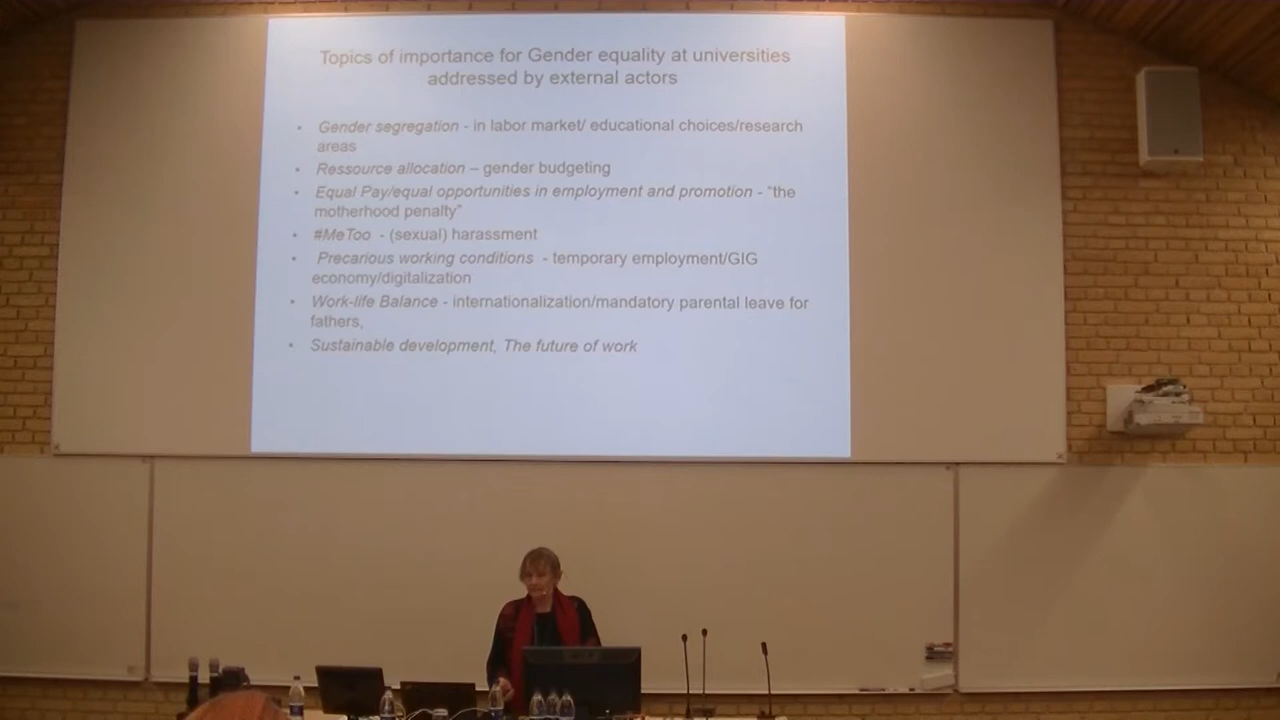 Topics of importance for Gender equality at universities
addressed by external actors
• Gender segregation - in labor market/ educational choices/research
areas
• Ressource allocation – gender budgeting
• Equal Pay/equal opportunities in employment and promotion - "the
motherhood penalty"
• #MeToo - (sexual) harassment
• Precarious working conditions - temporary employment/GIG
economy/digitalization
• Work-life Balance - internationalization/mandatory parental leave for
fathers,
• Sustainable development, The future of work